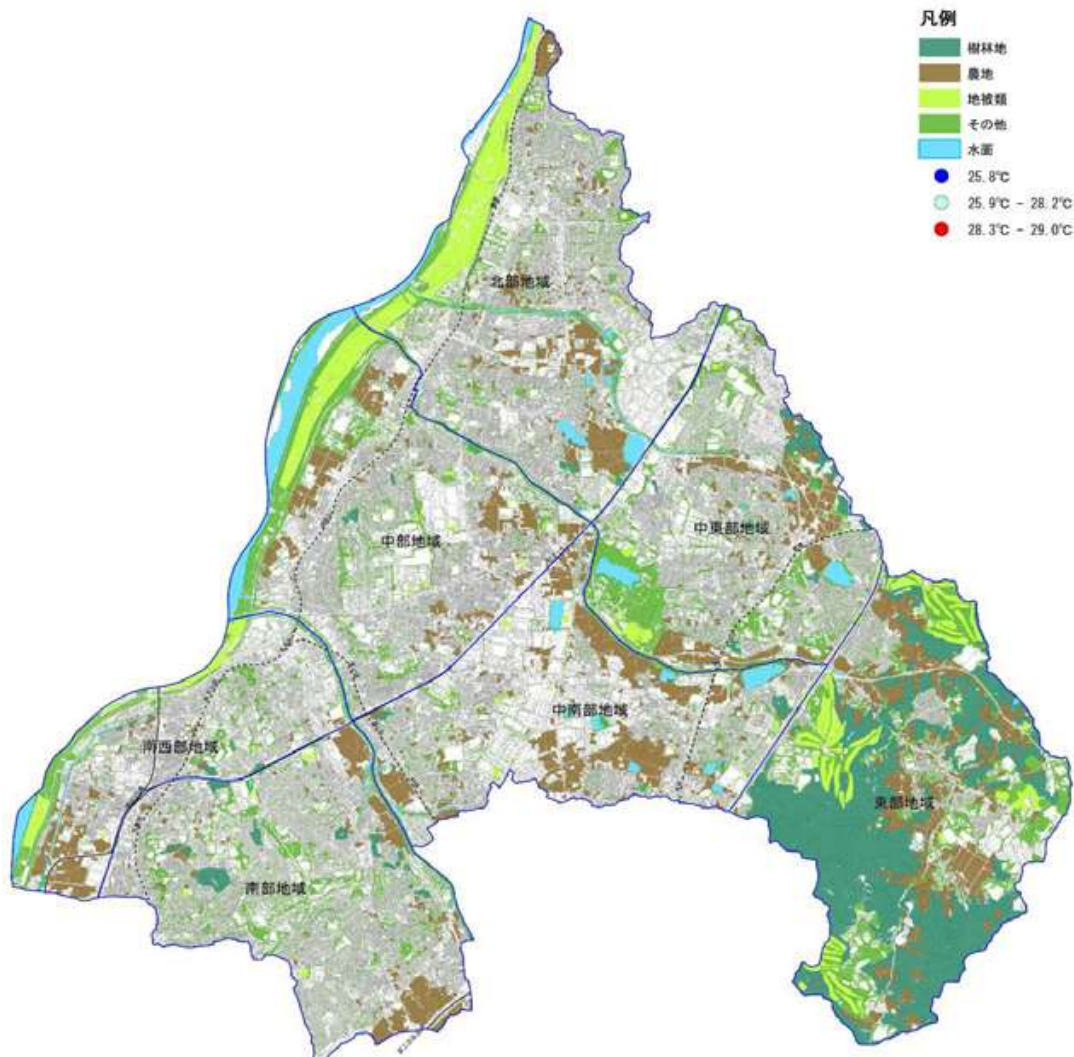 凡例
樹林地
農地
地被類
その他
水面
25.8℃
25.9℃ - 28.2℃
28.3℃ - 29.0℃
北部地域
中部地域
中東部地域
中南部地域
南西部地域
東部地域
南部地域